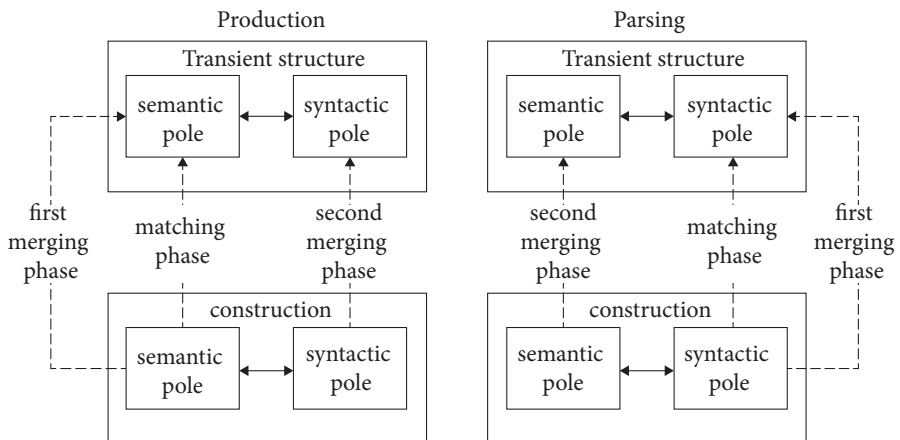 Production
Transient structure
semantic
pole
syntactic
pole
first
merging
phase
matching
phase
second
merging
phase
construction
semantic
pole
syntactic
pole
Parsing
Transient structure
semantic
pole
syntactic
pole
second
merging
phase
matching
phase
first
merging
phase
construction
semantic
pole
syntactic
pole